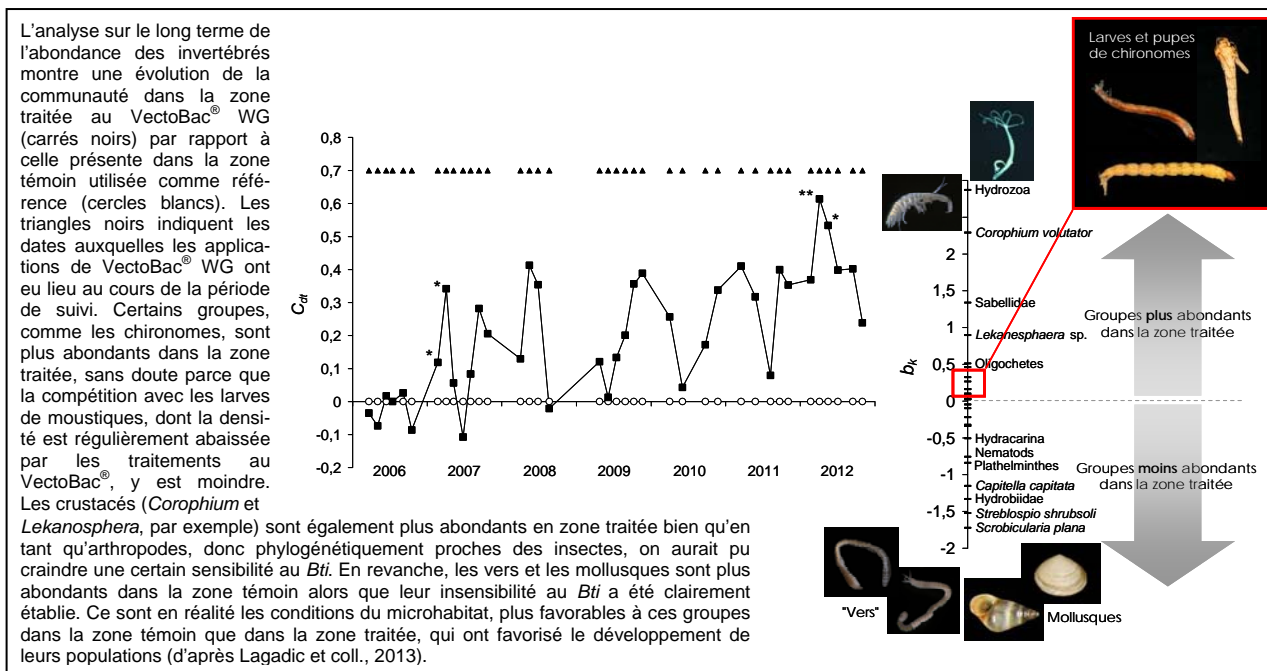 L'analyse sur le long terme de
l'abondance des invertébrés
montre une évolution de la
communauté dans la zone
traitée au VectoBac® WG
(carrés noirs) par rapport à
celle présente dans la zone
témoin utilisée comme réfé-
rence (cercles blancs). Les
triangles noirs indiquent les
dates auxquelles les applica-
tions de VectoBac® WG ont
eu lieu au cours de la période
de suivi. Certains groupes,
comme les chironomes, sont
plus abondants dans la zone
traitée, sans doute parce que
la compétition avec les larves
de moustiques, dont la densi-
té est régulièrement abaissée
par les traitements au
VectoBac®, y est moindre.
Les crustacés (Corophium et
Lekanosphera, par exemple) sont également plus abondants en zone traitée bien qu'en
tant qu'arthropodes, donc phylogénétiquement proches des insectes, on aurait pu
craindre une certain sensibilité au Bti. En revanche, les vers et les mollusques sont plus
abondants dans la zone témoin alors que leur insensibilité au Bti a été clairement
établie. Ce sont en réalité les conditions du microhabitat, plus favorables à ces groupes
dans la zone témoin que dans la zone traitée, qui ont favorisé le développement de
leurs populations (d'après Lagadic et coll., 2013).
Cdt
0,8
0,7
0,6
0,5
0,4
0,3
0,2
0,1
0
-0,1
-0,2
* * ** *
2006 2007 2008 2009 2010 2011 2012
bk
2
1,5
1
0,5
0
-0,5
-1
-1,5
-2
Hydrozoa
Corophium volutator
Sabellidae
Lekanesphaera sp.
Oligochetes
Hydracarina
Nematods
Plathelminthes
Capitella capitata
Hydrobiidae
Streblospio shrubsoli
Scrobicularia plana
Larves et pupes
de chironomes
Groupes plus abondants
dans la zone traitée
Groupes moins abondants
dans la zone traitée
"Vers"
Mollusques